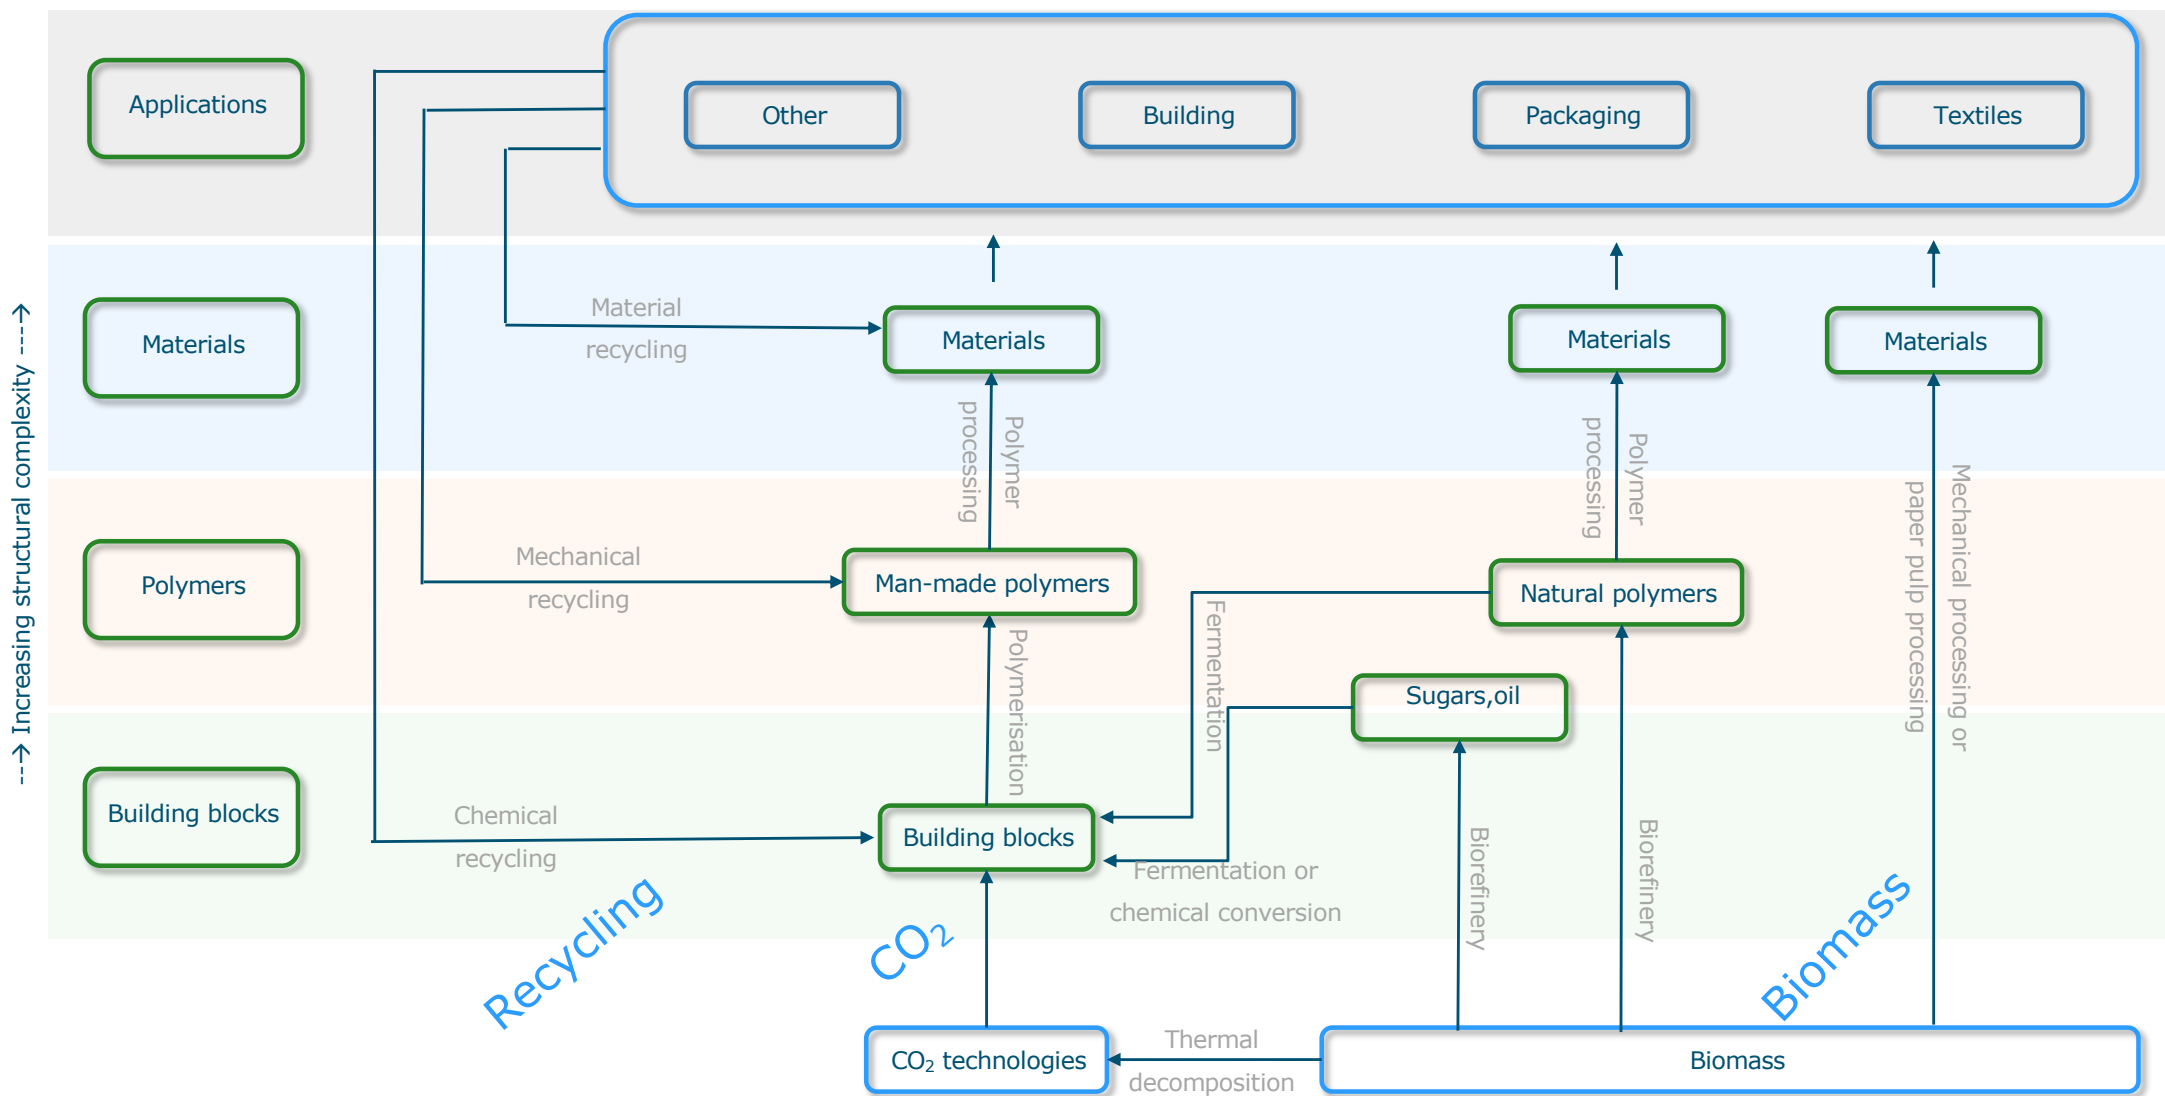 Applications
Other
Building
Packaging
Textiles
---→ Increasing structural complexity ----→
Materials
Material
recycling
Materials
Materials
Materials
Polymer
processing
Polymer
processing
Mechanical processing or
paper pulp processing
Polymers
Mechanical
recycling
Man-made polymers
Natural polymers
Fermentation
Polymerisation
Sugars,oil
Building blocks
Chemical
recycling
Building blocks
Fermentation or
chemical conversion
Biorefinery
Biorefinery
Recycling
CO₂
Biomass
CO₂ technologies
Thermal
decomposition
Biomass